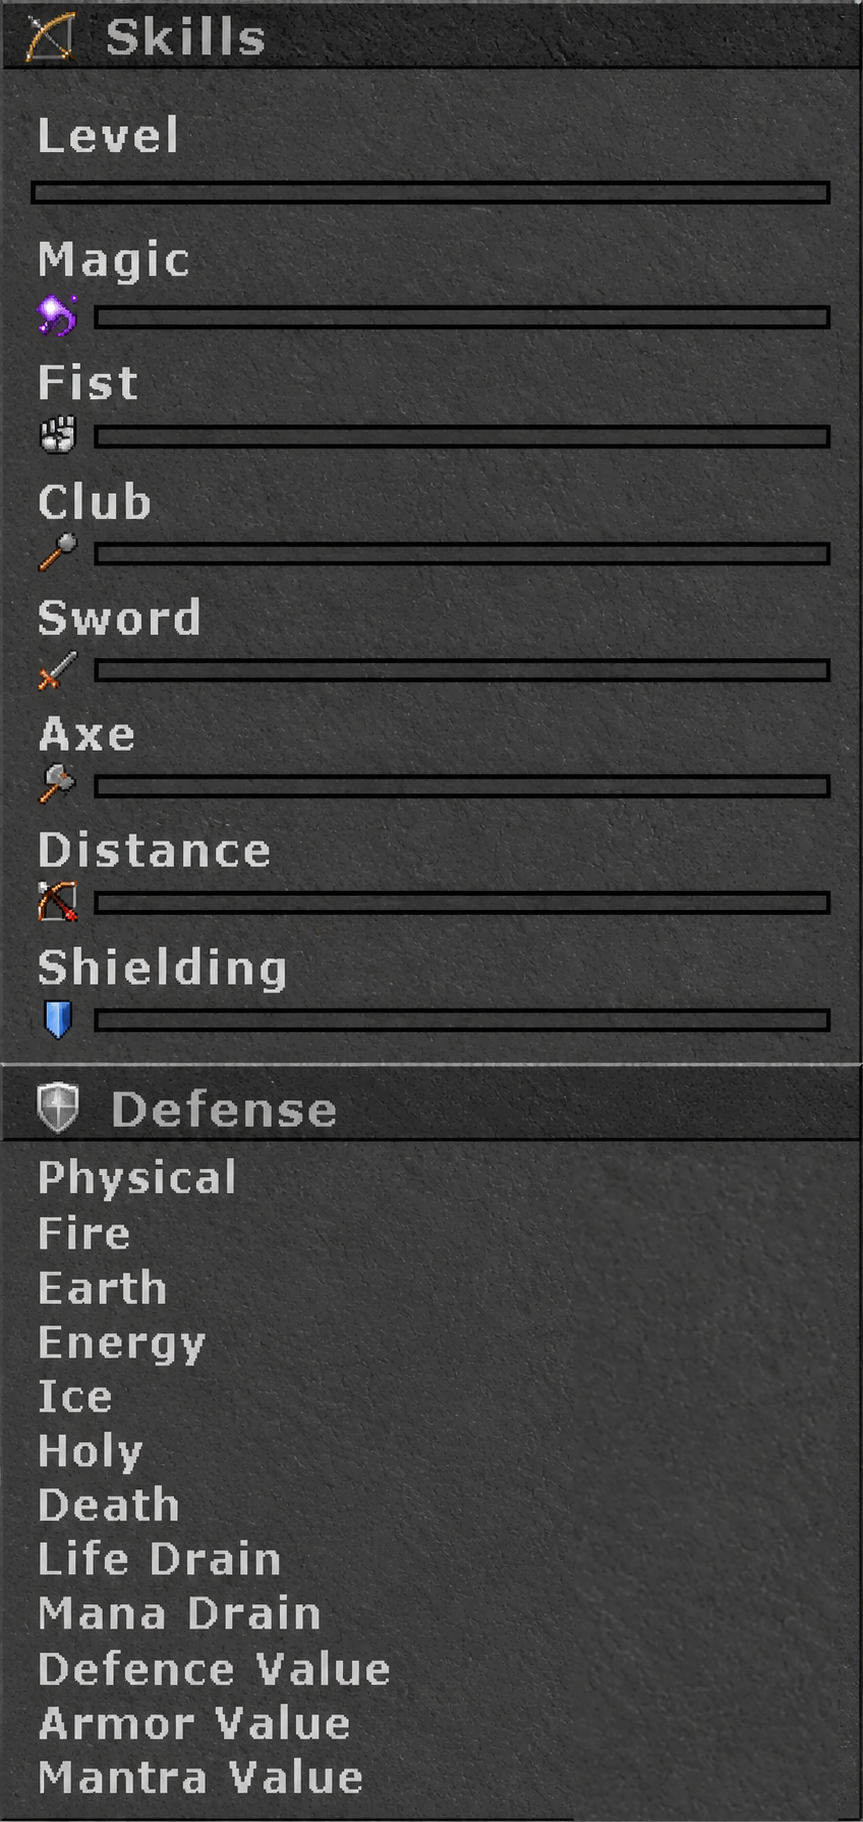 Skills
Level
Magic
Fist
Club
Sword
Axe
Distance
Shielding
Defense
Physical
Fire
Earth
Energy
Ice
Holy
Death
Life Drain
Mana Drain
Defence Value
Armor Value
Mantra Value